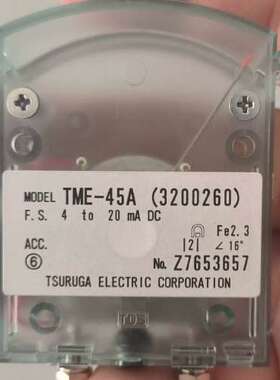 MODEL TME-45A (3200260)
F.S. 4 to 20 mA DC
Fe2.3
ACC. |2| ∠ 16°
⑥ No. Z7653657
TSURUGA ELECTRIC CORPORATION